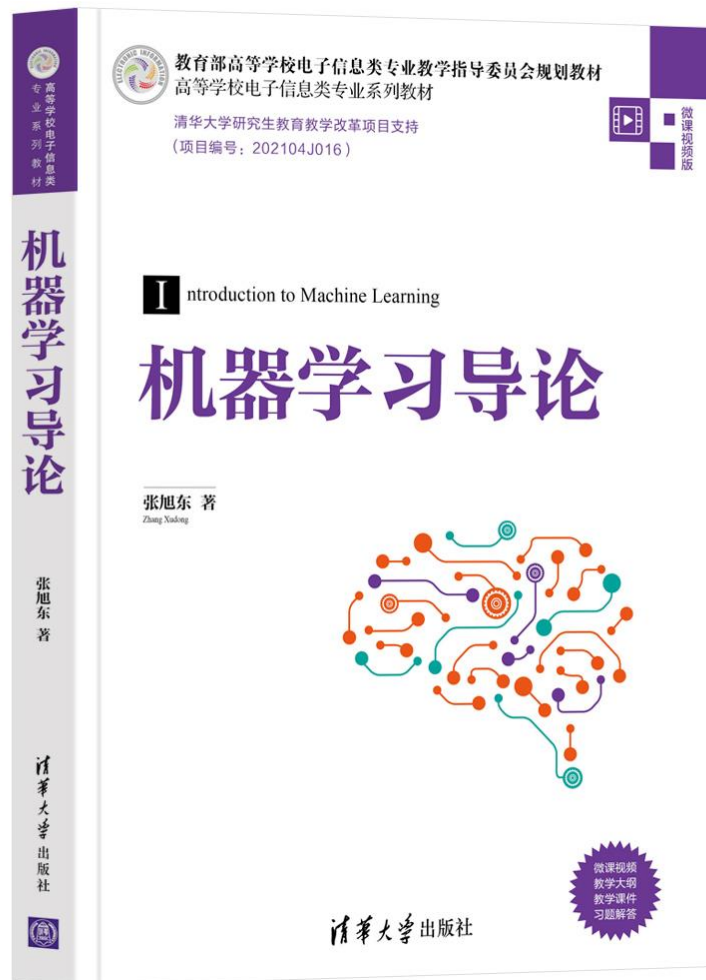 高等学校电子信息类
专业系列教材
机器学习导论
张旭东 著
清华大学出版社
ELECTRONIC INFORMATION
教育部高等学校电子信息类专业教学指导委员会规划教材
高等学校电子信息类专业系列教材
清华大学研究生教育教学改革项目支持
(项目编号:202104J016)
微课视频版
Introduction to Machine Learning
机器学习导论
张旭东 著
Zhang Xudong
微课视频
教学大纲
教学课件
习题解答
清华大学出版社